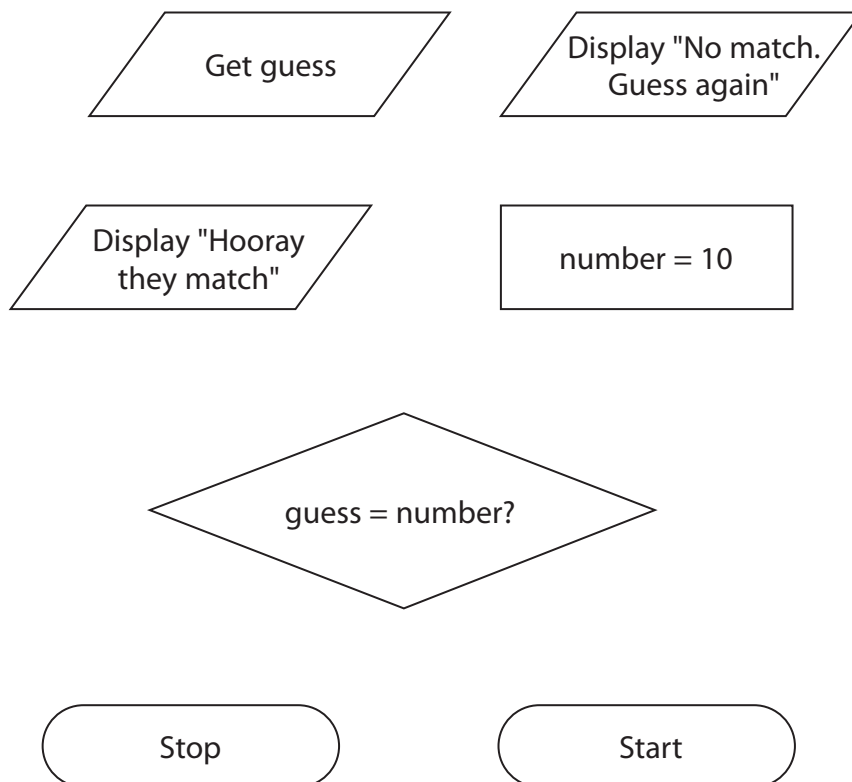 Get guess
Display "No match.
Guess again"
Display "Hooray
they match"
number = 10
guess = number?
Stop
Start